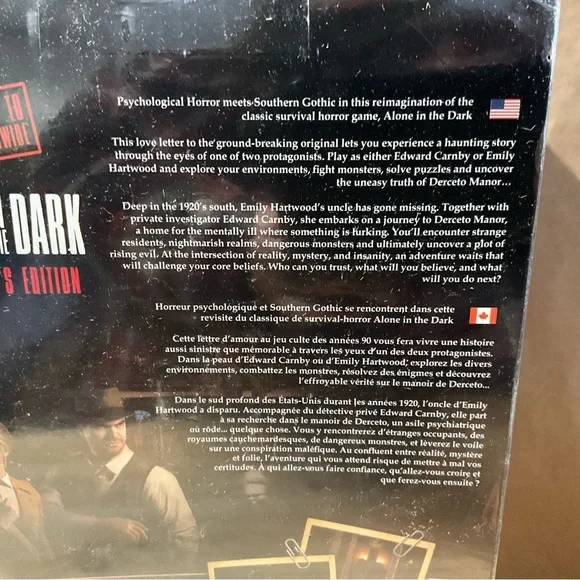 TO
WIDE
DARK
S EDITION
Psychological Horror meets Southern Gothic in this reimagination of the
classic survival horror game, Alone in the Dark
This love letter to the ground-breaking original lets you experience a haunting story
through the eyes of one of two protagonists. Play as either Edward Carnby or Emily
Hartwood and explore your environments, fight monsters, solve puzzles and uncover
the uneasy truth of Derceto Manor...
Deep in the 1920's south, Emily Hartwood's uncle has gone missing. Together with
private investigator Edward Carnby, she embarks on a journey to Derceto Manor,
a home for the mentally ill where something is lurking. You'll encounter strange
residents, nightmarish realms, dangerous monsters and ultimately uncover a plot of
rising evil. At the intersection of reality, mystery, and insanity, an adventure waits that
will challenge your core beliefs. Who can you trust, what will you believe, and what
will you do next?
Horreur psychologique et Southern Gothic se rencontrent dans cette
revisite du classique de survival-horror Alone in the Dark
Cette lettre d'amour au jeu culte des années 90 vous fera vivre une histoire
aussi sinistre que mémorable à travers les yeux d'un des deux protagonistes.
Dans la peau d'Edward Carnby ou d'Emily Hartwood, explorez les divers
environnements, combattez les monstres, résolvez des énigmes et découvrez
l'effroyable vérité sur le manoir de Derceto...
Dans le sud profond des États-Unis durant les années 1920, l'oncle d'Emily
Hartwood a disparu. Accompagnée du détective privé Edward Carnby, elle part
à sa recherche dans le manoir de Derceto, un asile psychiatrique
où rôde... quelque chose. Vous y rencontrerez d'étranges occupants, des
royaumes cauchemardesques, de dangereux monstres, et lèverez le voile
sur une conspiration maléfique. Au confluent entre réalité, mystère
et folie, l'aventure qui vous attend risque de mettre à mal vos
certitudes. À qui allez-vous faire confiance, qu'allez-vous croire et
que ferez-vous ensuite ?